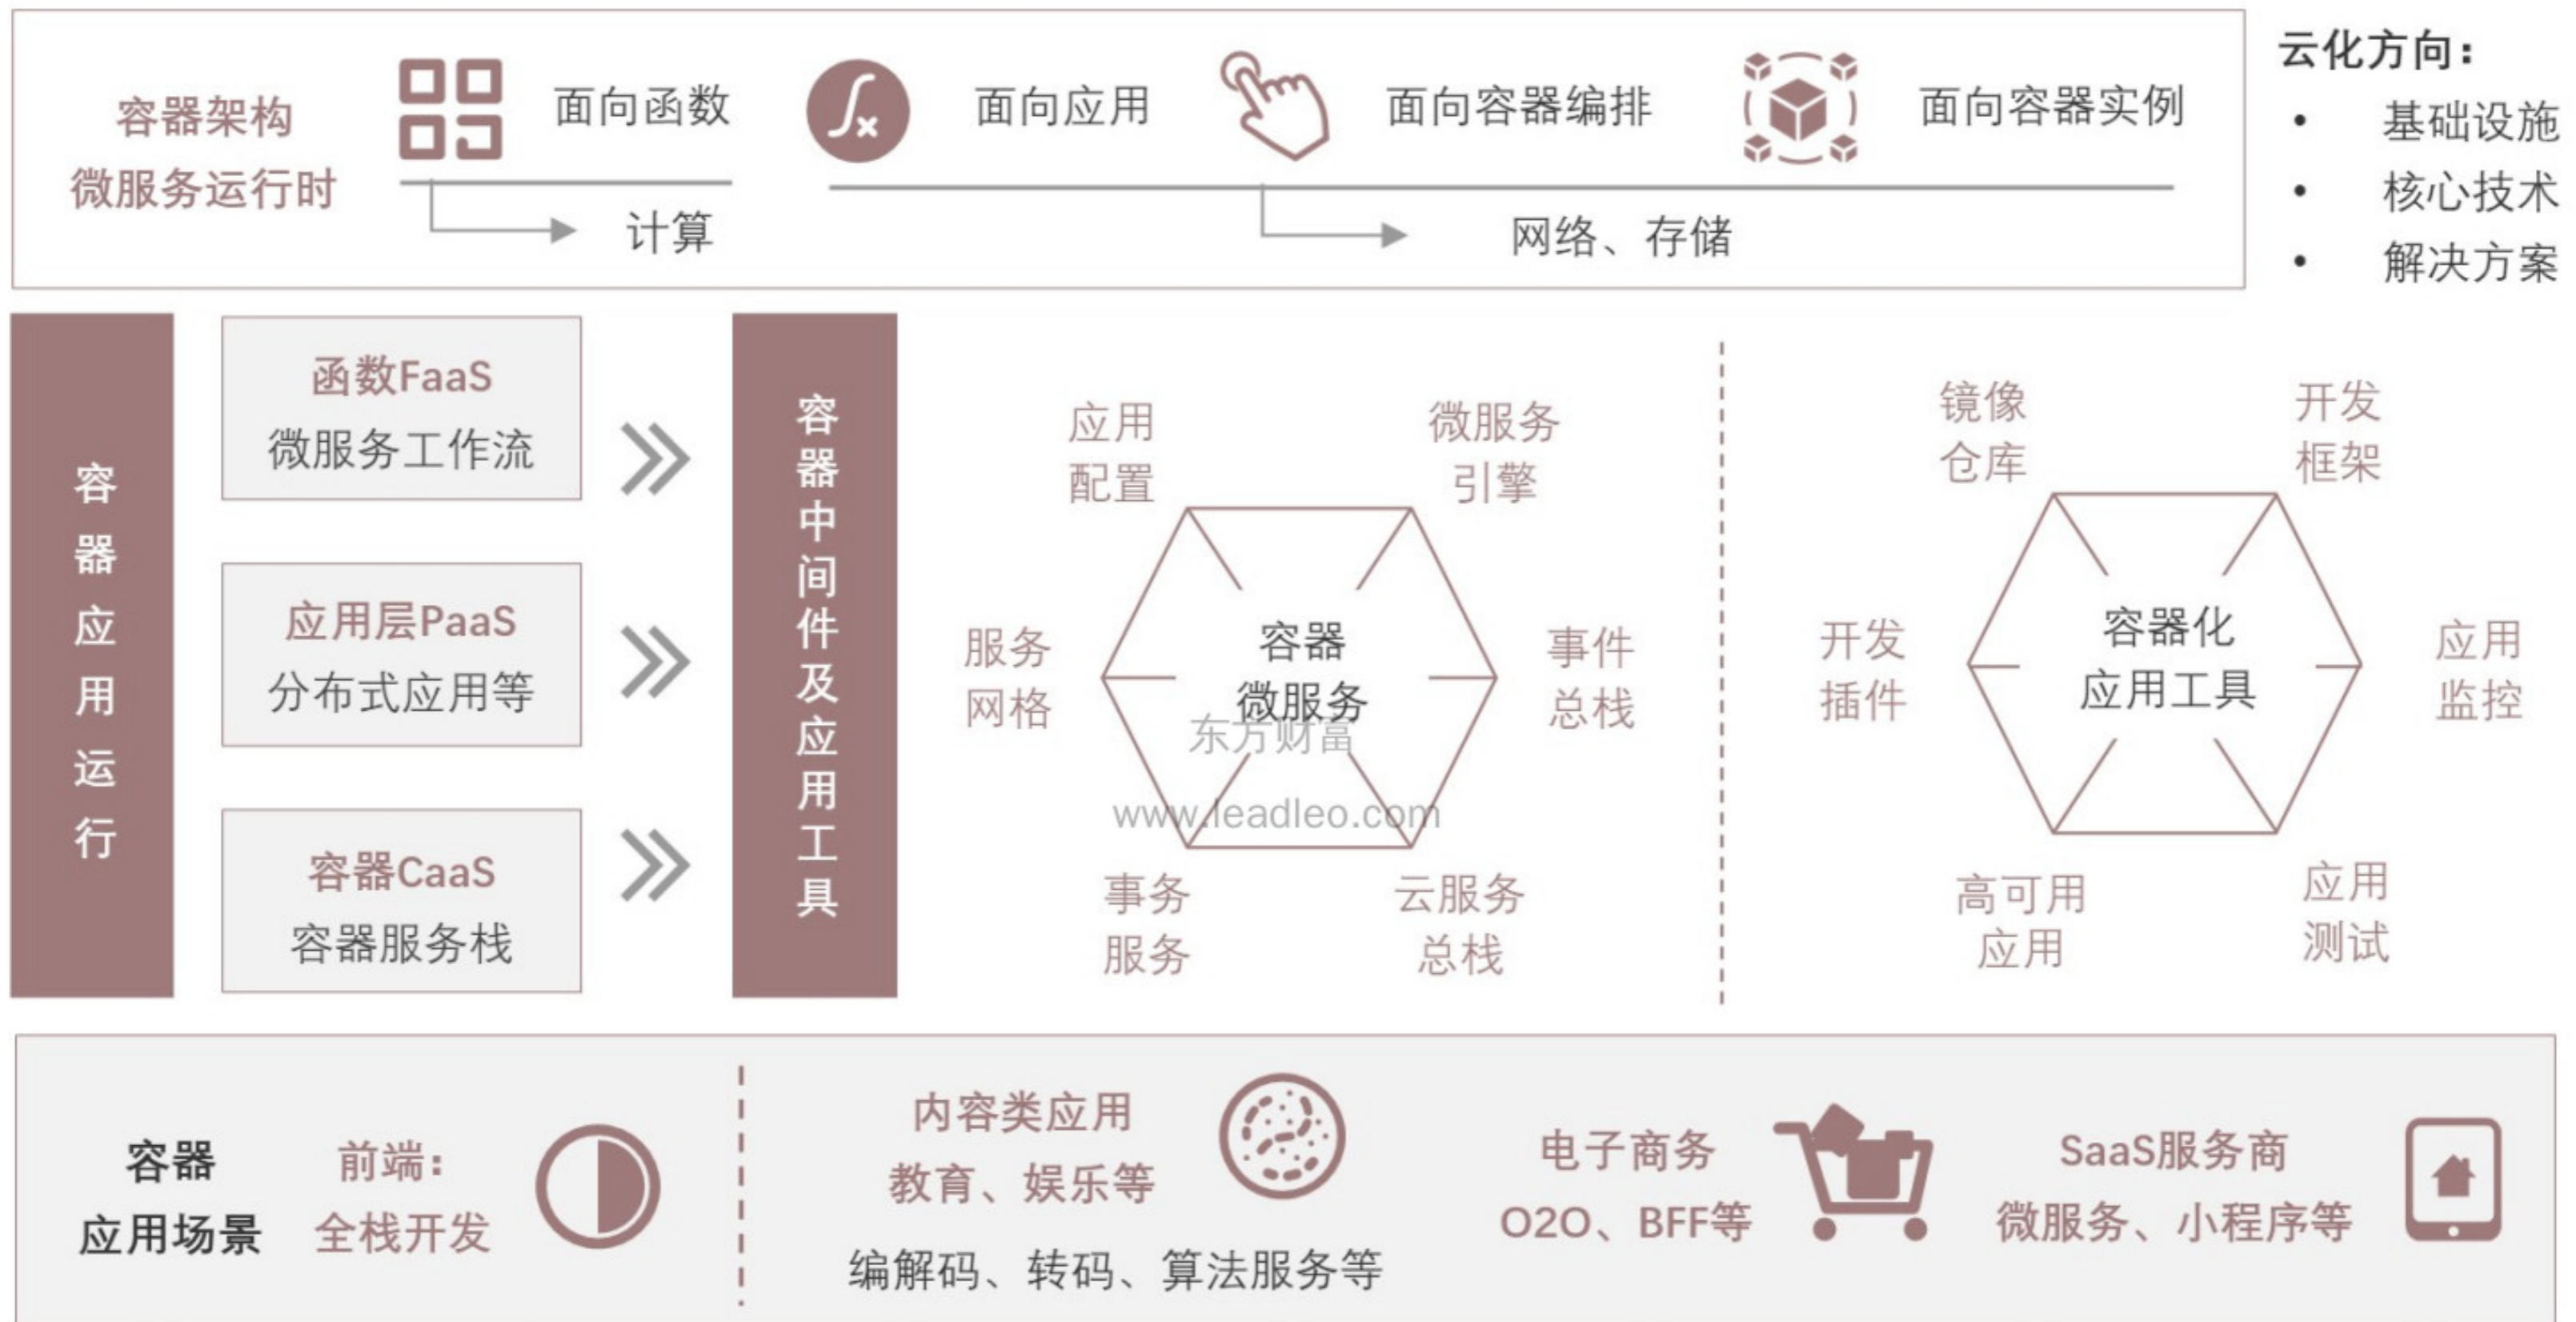 容器架构
微服务运行时
面向函数
面向应用
面向容器编排
面向容器实例
计算
网络、存储
云化方向：
• 基础设施
• 核心技术
• 解决方案
容器应用运行
函数FaaS
微服务工作流
应用层PaaS
分布式应用等
容器CaaS
容器服务栈
容器中间件及应用工具
应用
配置
微服务
引擎
服务
网格
容器
微服务
事件
总栈
事务
服务
云服务
总栈
东方财富
www.leadleo.com
镜像
仓库
开发
框架
开发
插件
容器化
应用工具
应用
监控
高可用
应用
应用
测试
容器
应用场景
前端：
全栈开发
内容类应用
教育、娱乐等
编解码、转码、算法服务等
电子商务
O2O、BFF等
SaaS服务商
微服务、小程序等